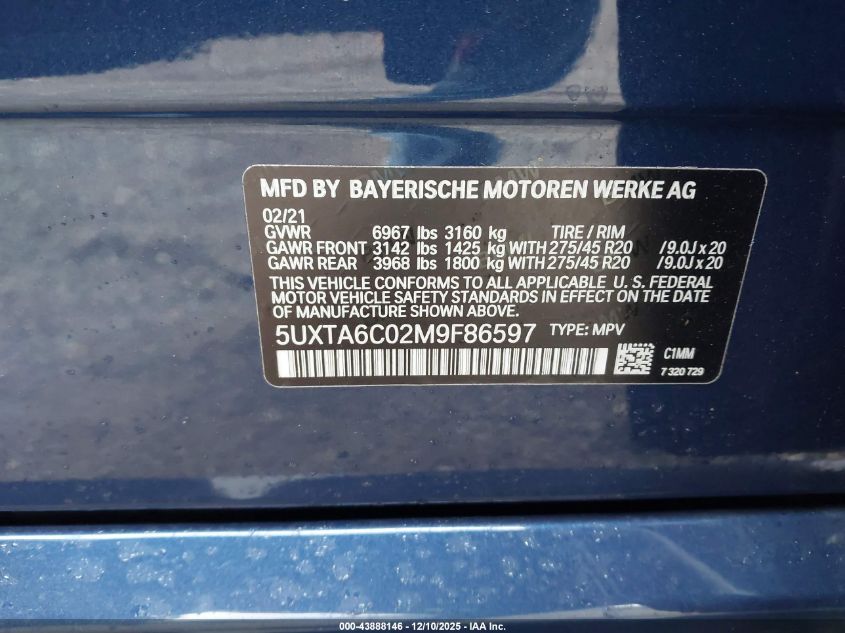 MFD BY BAYERISCHE MOTOREN WERKE AG
02/21
GVWR 6967 lbs 3160 kg TIRE / RIM
GAWR FRONT 3142 lbs 1425 kg WITH 275/45 R20 /9.0J x 20
GAWR REAR 3968 lbs 1800 kg WITH 275/45 R20 /9.0J x 20
THIS VEHICLE CONFORMS TO ALL APPLICABLE U. S. FEDERAL
MOTOR VEHICLE SAFETY STANDARDS IN EFFECT ON THE DATE
OF MANUFACTURE SHOWN ABOVE.
5UXTA6C02M9F86597 TYPE: MPV
C1MM
7 320 729
000-43888146 - 12/10/2025 - IAA Inc.